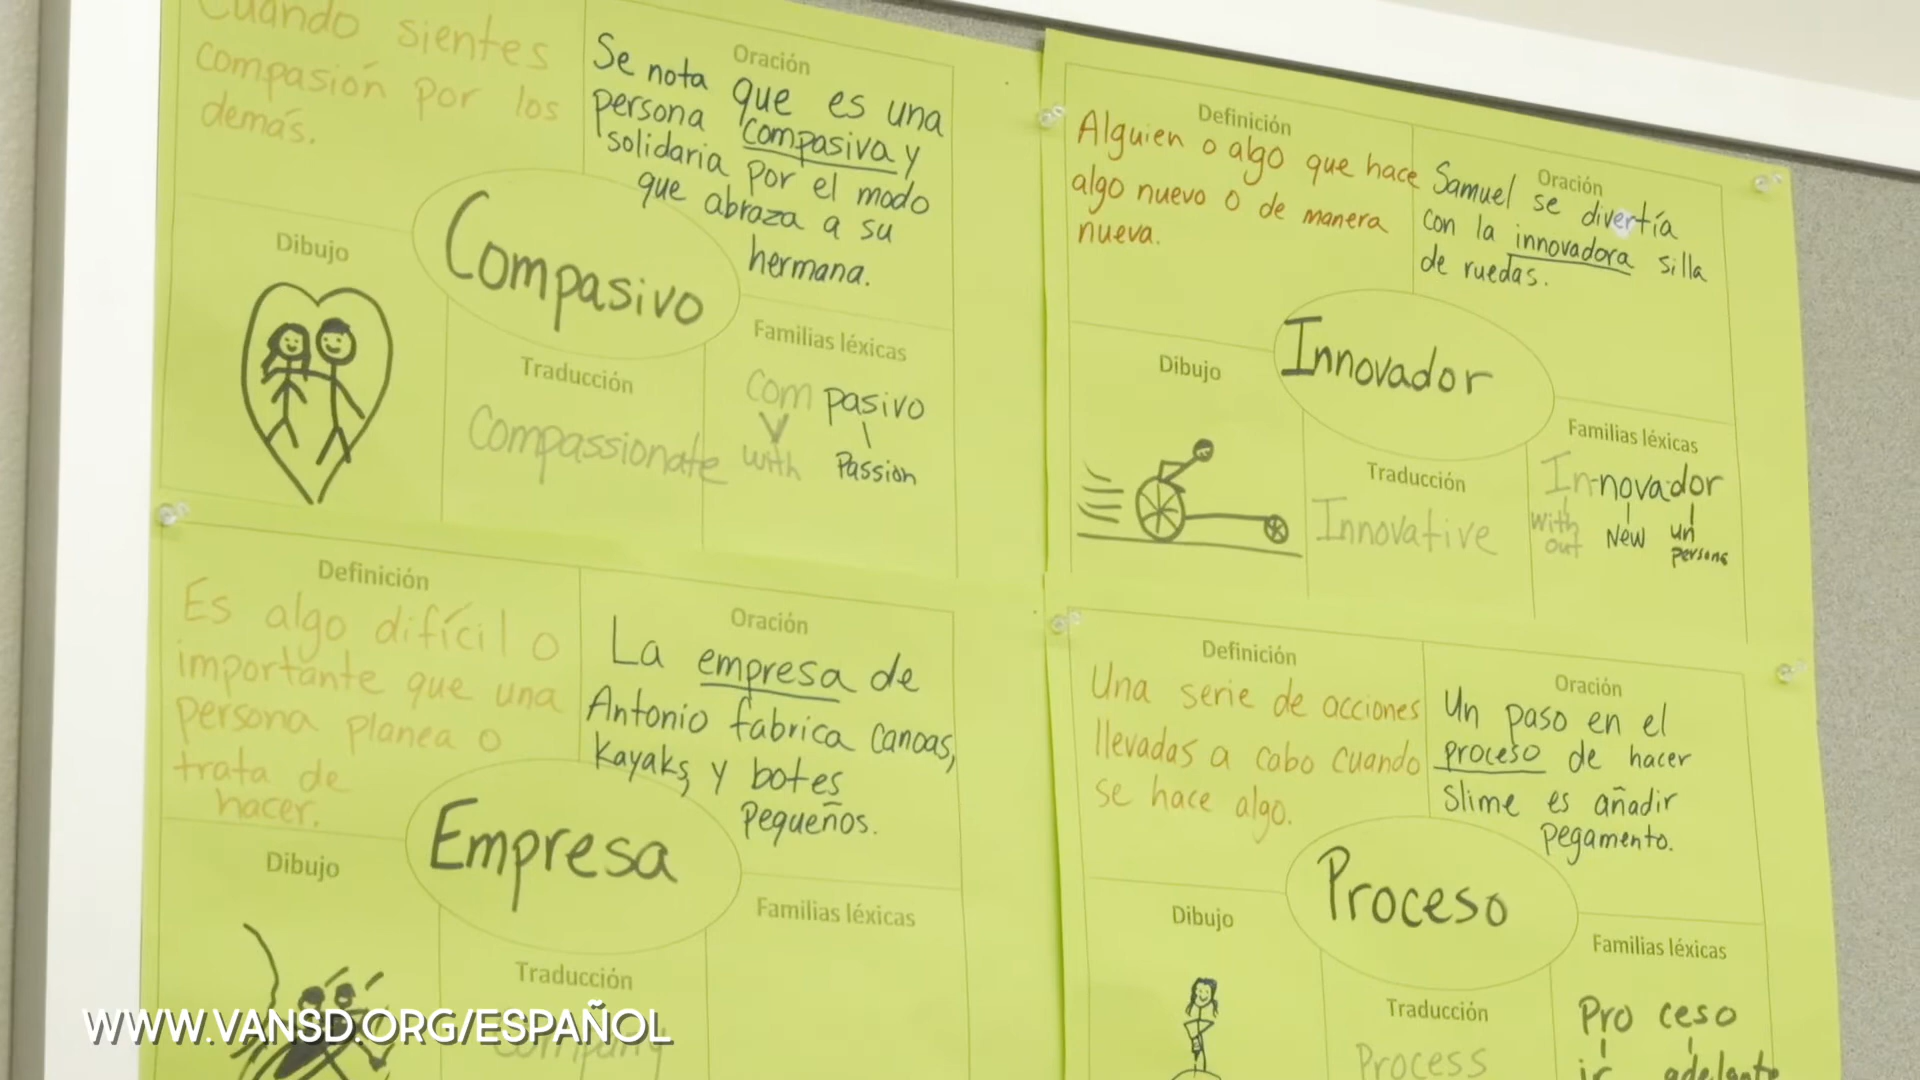 Cuando sientes
compasión por los
demás.
Oración
Se nota que es una
persona compasiva y
solidaria por el modo
que abraza a su
hermana.
Compasivo
Dibujo
Traducción
Compassionate
Familias léxicas
Com pasivo
with Passion
Definición
Alguien o algo que hace
algo nuevo o de manera
nueva.
Oración
Samuel se divertía
con la innovadora silla
de ruedas.
Innovador
Dibujo
Traducción
Innovative
Familias léxicas
In-novador
with New un
out persona
Definición
Es algo difícil o
importante que una
persona planea o
trata de
hacer.
Oración
La empresa de
Antonio fabrica canoas,
kayaks, y botes
pequeños.
Empresa
Dibujo
Traducción
Company
Familias léxicas
Definición
Una serie de acciones
llevadas a cabo cuando
se hace algo.
Oración
Un paso en el
proceso de hacer
Slime es añadir
pegamento.
Proceso
Dibujo
Traducción
Process
Familias léxicas
Pro ceso
ir adelante
WWW.VANSD.ORG/ESPAÑOL